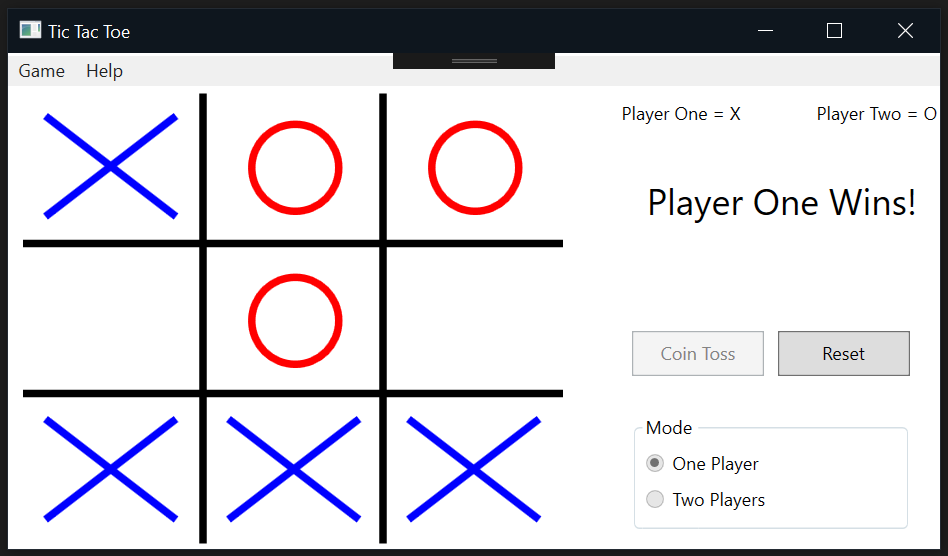 Tic Tac Toe
Game Help
Player One = X Player Two = O
Player One Wins!
Coin Toss Reset
Mode
One Player
Two Players